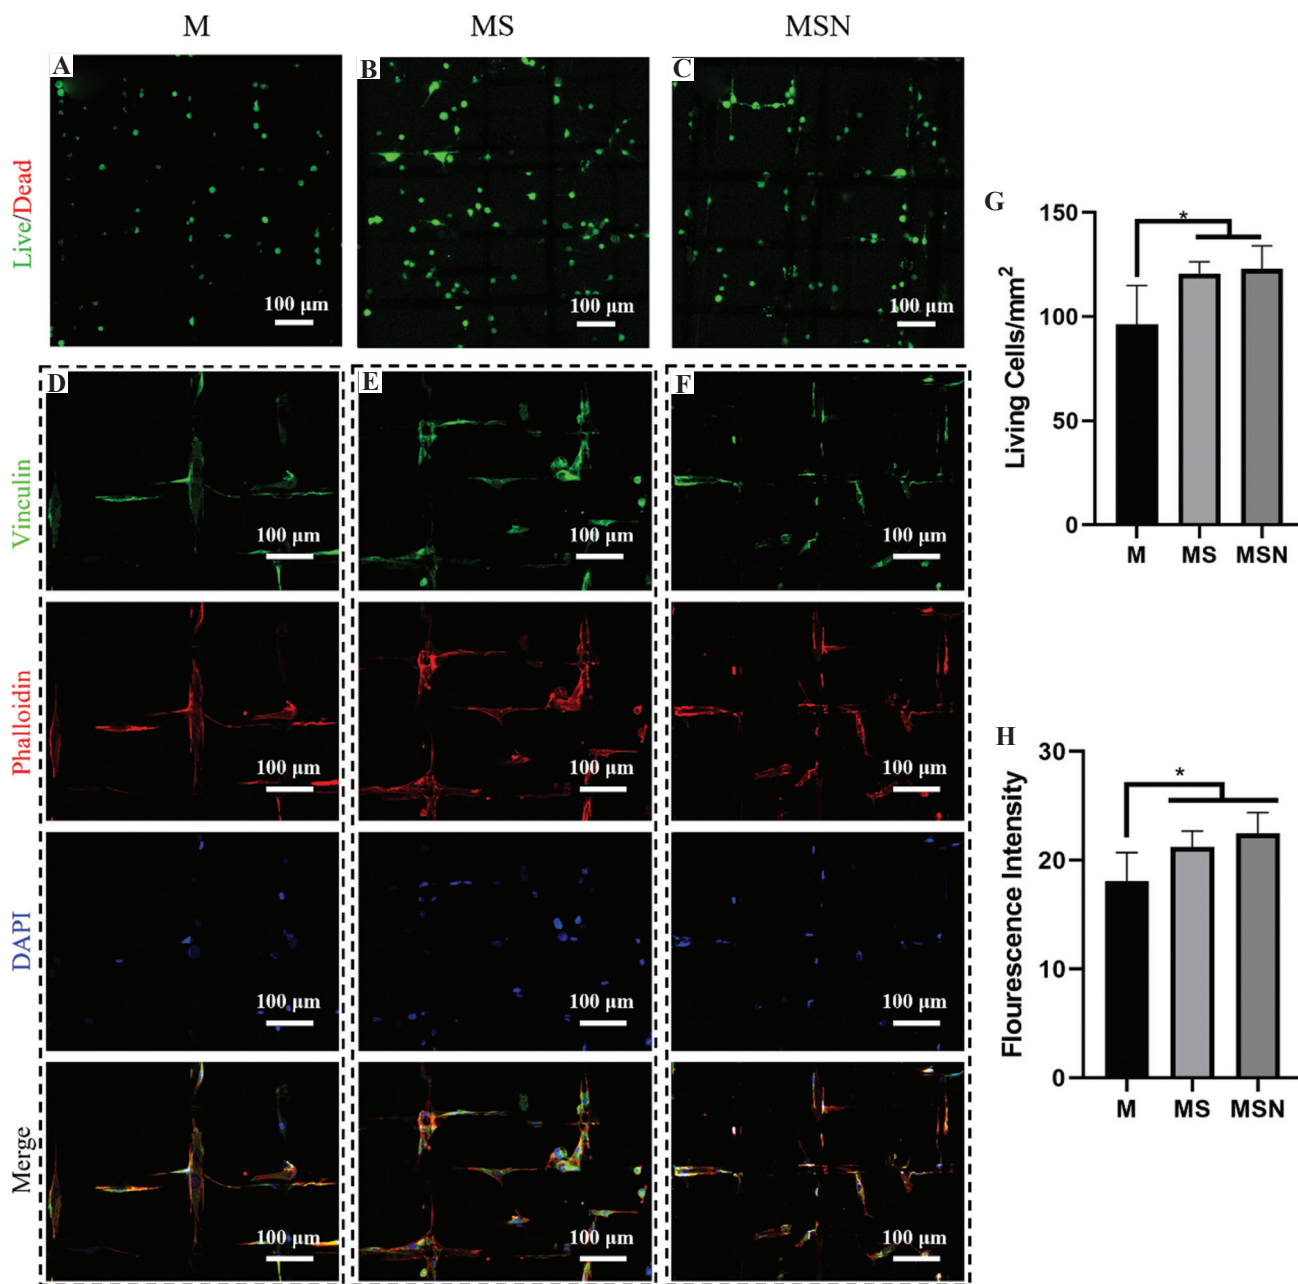 M MS MSN
A B C
Live/Dead
100 μm 100 μm 100 μm
D E F
Vinculin
100 μm 100 μm 100 μm
Phalloidin
100 μm 100 μm 100 μm
DAPI
100 μm 100 μm 100 μm
Merge
100 μm 100 μm 100 μm
G
Living Cells/mm²
150
100
50
0
*
M MS MSN
H
Flourescence Intensity
30
20
10
0
*
M MS MSN